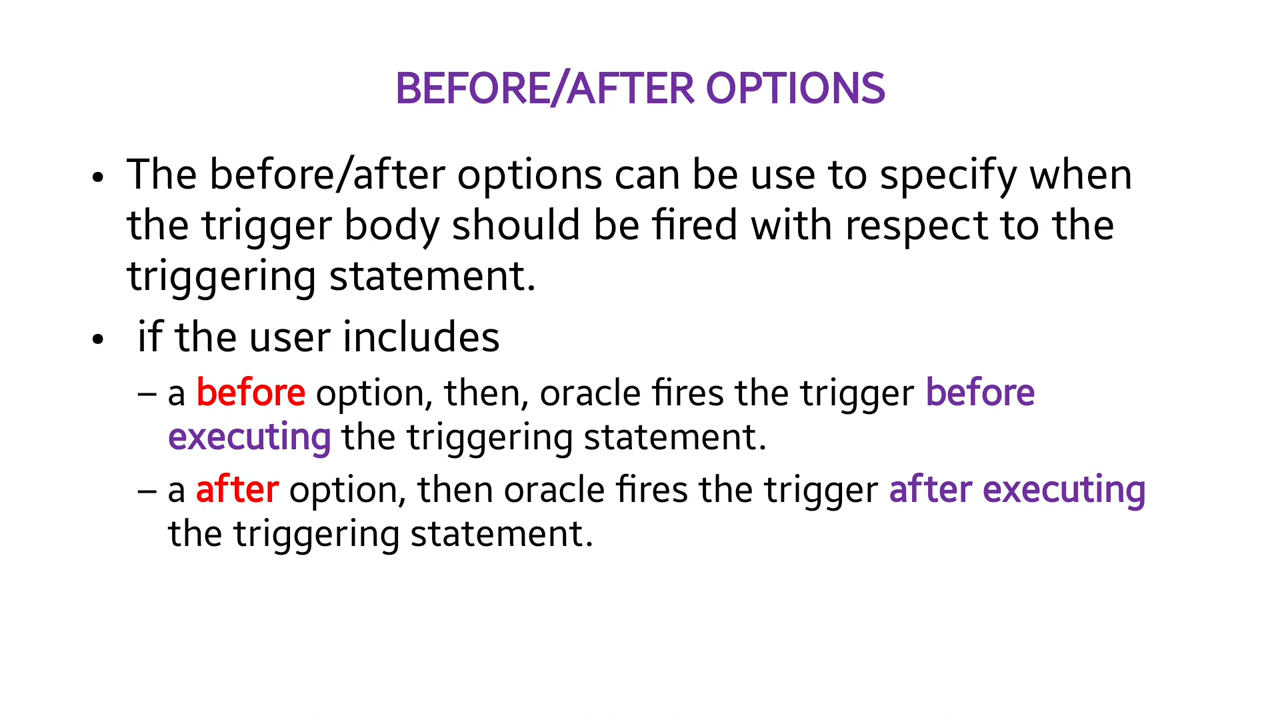 BEFORE/AFTER OPTIONS
• The before/after options can be use to specify when
the trigger body should be fired with respect to the
triggering statement.
• if the user includes
– a before option, then, oracle fires the trigger before
executing the triggering statement.
– a after option, then oracle fires the trigger after executing
the triggering statement.